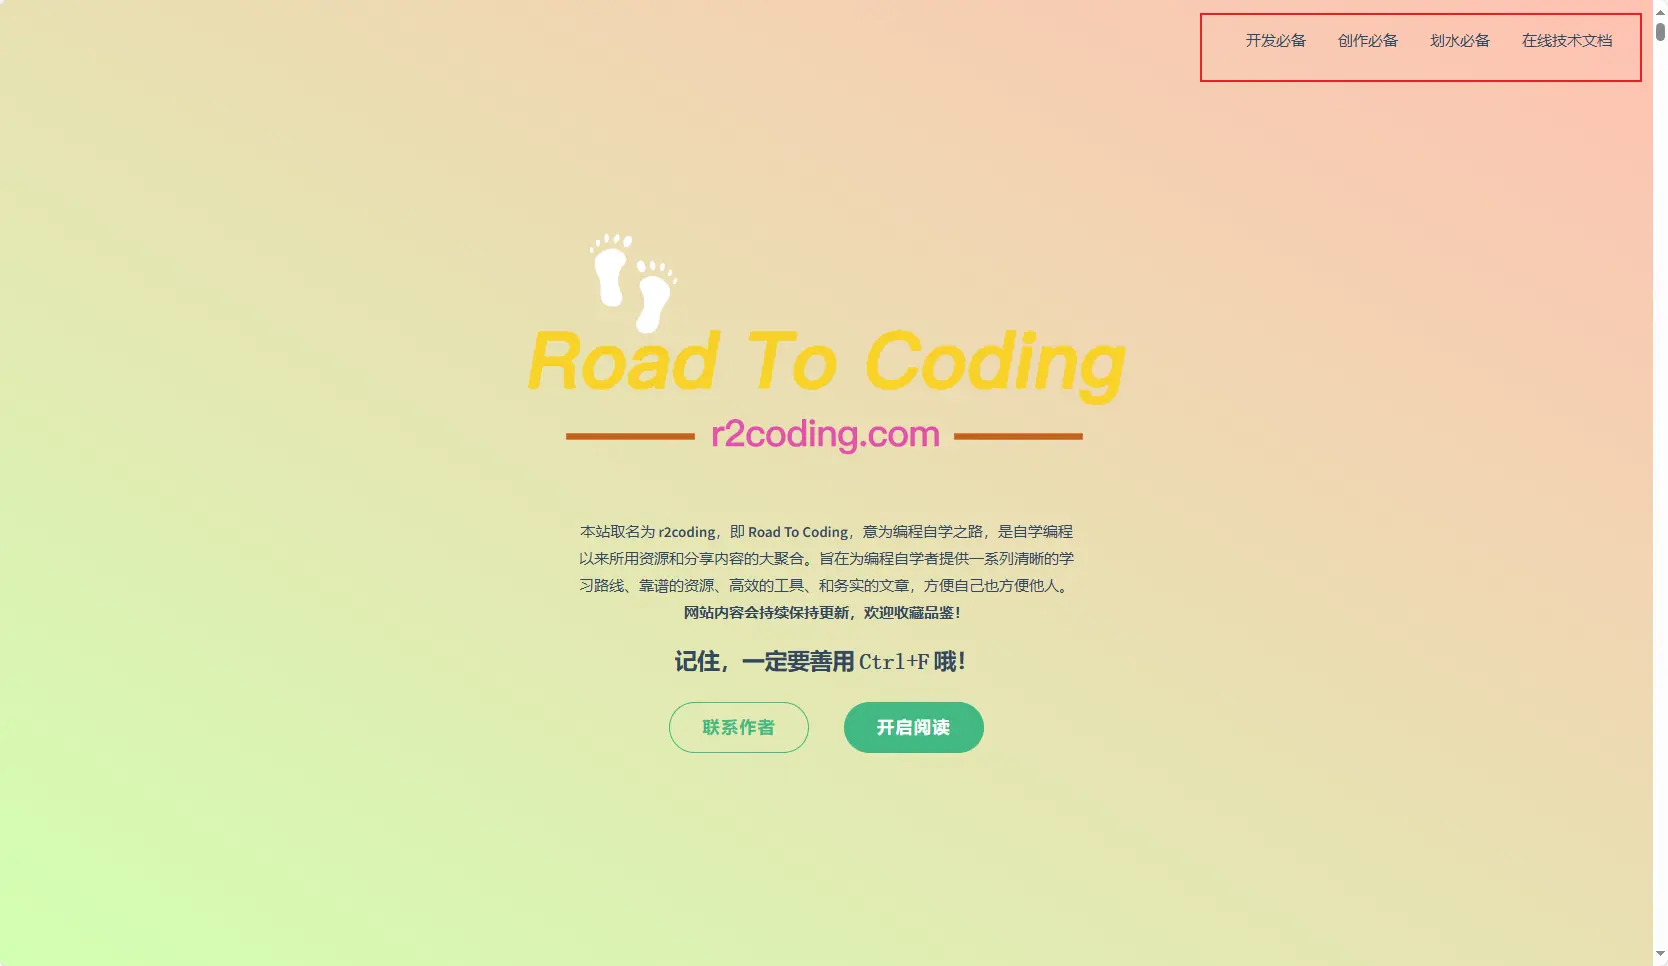 开发必备 创作必备 划水必备 在线技术文档
Road To Coding
r2coding.com
本站取名为 r2coding，即 Road To Coding，意为编程自学之路，是自学编程
以来所用资源和分享内容的大聚合。旨在为编程自学者提供一系列清晰的学
习路线、靠谱的资源、高效的工具、和务实的文章，方便自己也方便他人。
网站内容会持续保持更新，欢迎收藏品鉴！
记住，一定要善用 Ctrl+F 哦！
联系作者 开启阅读